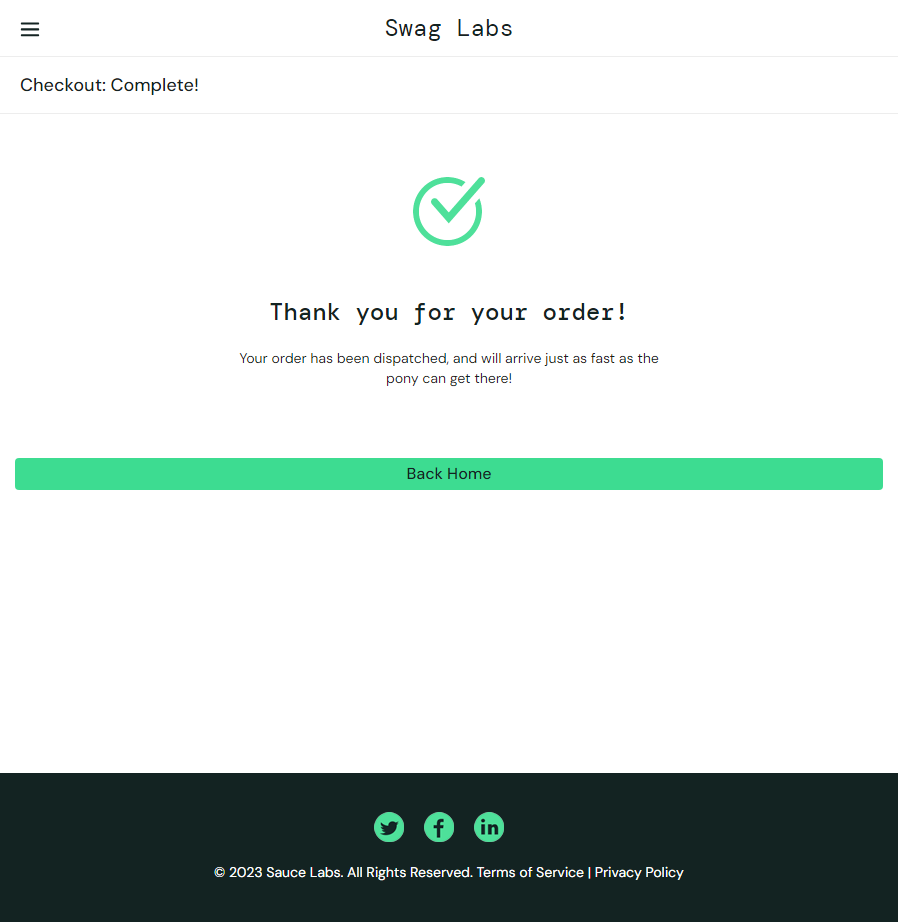 Swag Labs
Checkout: Complete!
Thank you for your order!
Your order has been dispatched, and will arrive just as fast as the
pony can get there!
Back Home
© 2023 Sauce Labs. All Rights Reserved. Terms of Service | Privacy Policy